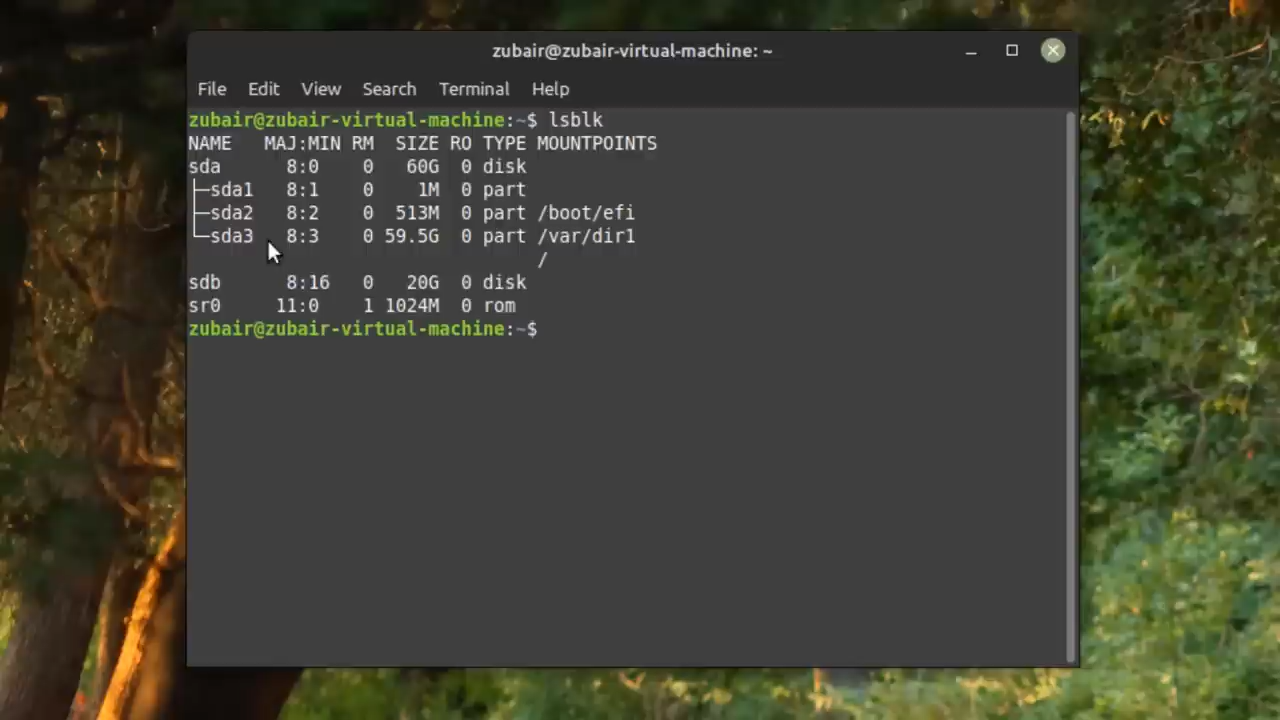 zubair@zubair-virtual-machine: ~
File Edit View Search Terminal Help
zubair@zubair-virtual-machine:~$ lsblk
NAME   MAJ:MIN RM  SIZE RO TYPE MOUNTPOINTS
sda      8:0    0   60G  0 disk
├─sda1   8:1    0    1M  0 part
├─sda2   8:2    0  513M  0 part /boot/efi
└─sda3   8:3    0 59.5G  0 part /var/dir1
                                /
sdb      8:16   0   20G  0 disk
sr0     11:0    1 1024M  0 rom
zubair@zubair-virtual-machine:~$